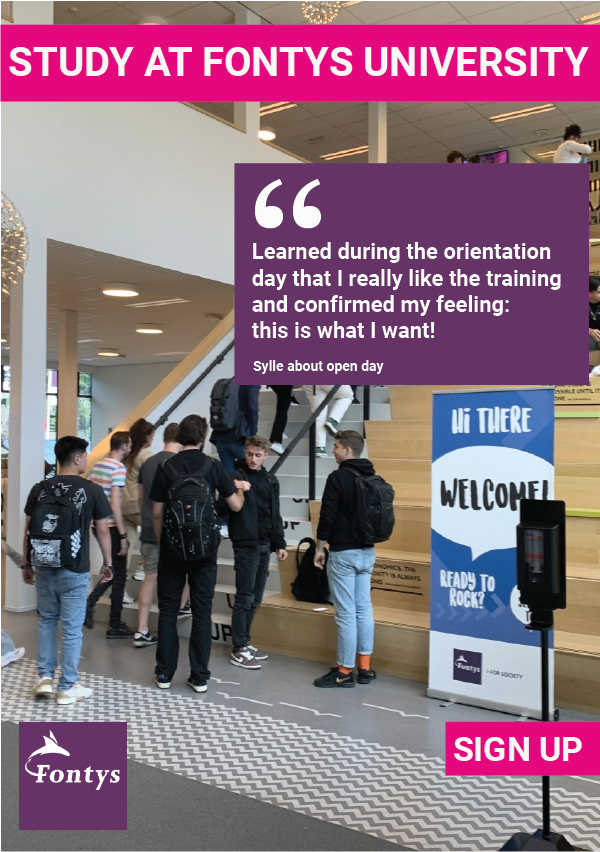 STUDY AT FONTYS UNIVERSITY
“
Learned during the orientation
day that I really like the training
and confirmed my feeling:
this is what I want!
Sylle about open day
Hi THERE
WELCOME!
READY TO
ROCK?
Fontys
> FOR SOCIETY
UP
UP
Fontys
SIGN UP